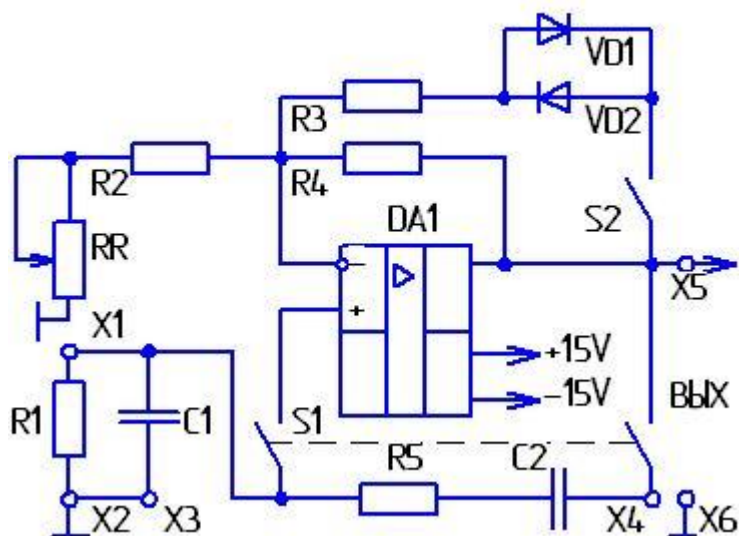 VD1
R3
VD2
R2
R4
DA1
S2
RR
−
+
X5
X1
+15V
-15V
ВЫХ
R1
C1
S1
R5
C2
X2
X3
X4
X6